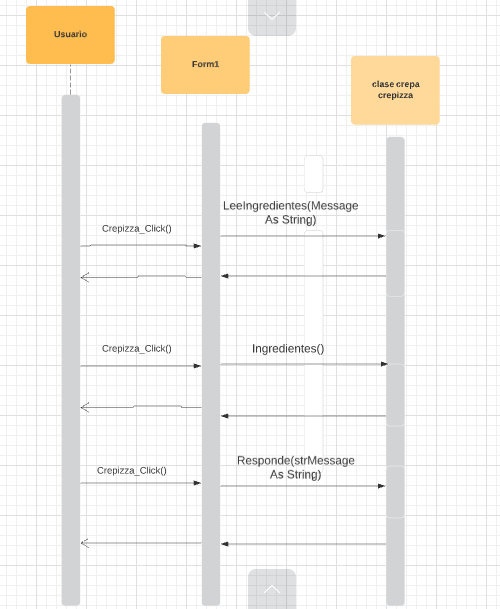 Usuario
Form1
clase crepa
crepizza
LeeIngredientes(Message
As String)
Crepizza_Click()
Crepizza_Click()
Ingredientes()
Responde(strMessage
As String)
Crepizza_Click()